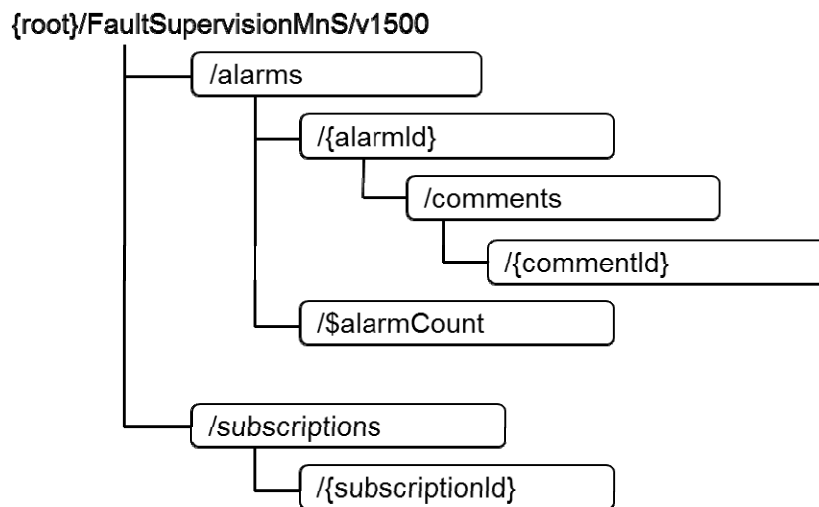 {root}/FaultSupervisionMnS/v1500
/alarms
/{alarmId}
/comments
/{commentId}
/$alarmCount
/subscriptions
/{subscriptionId}